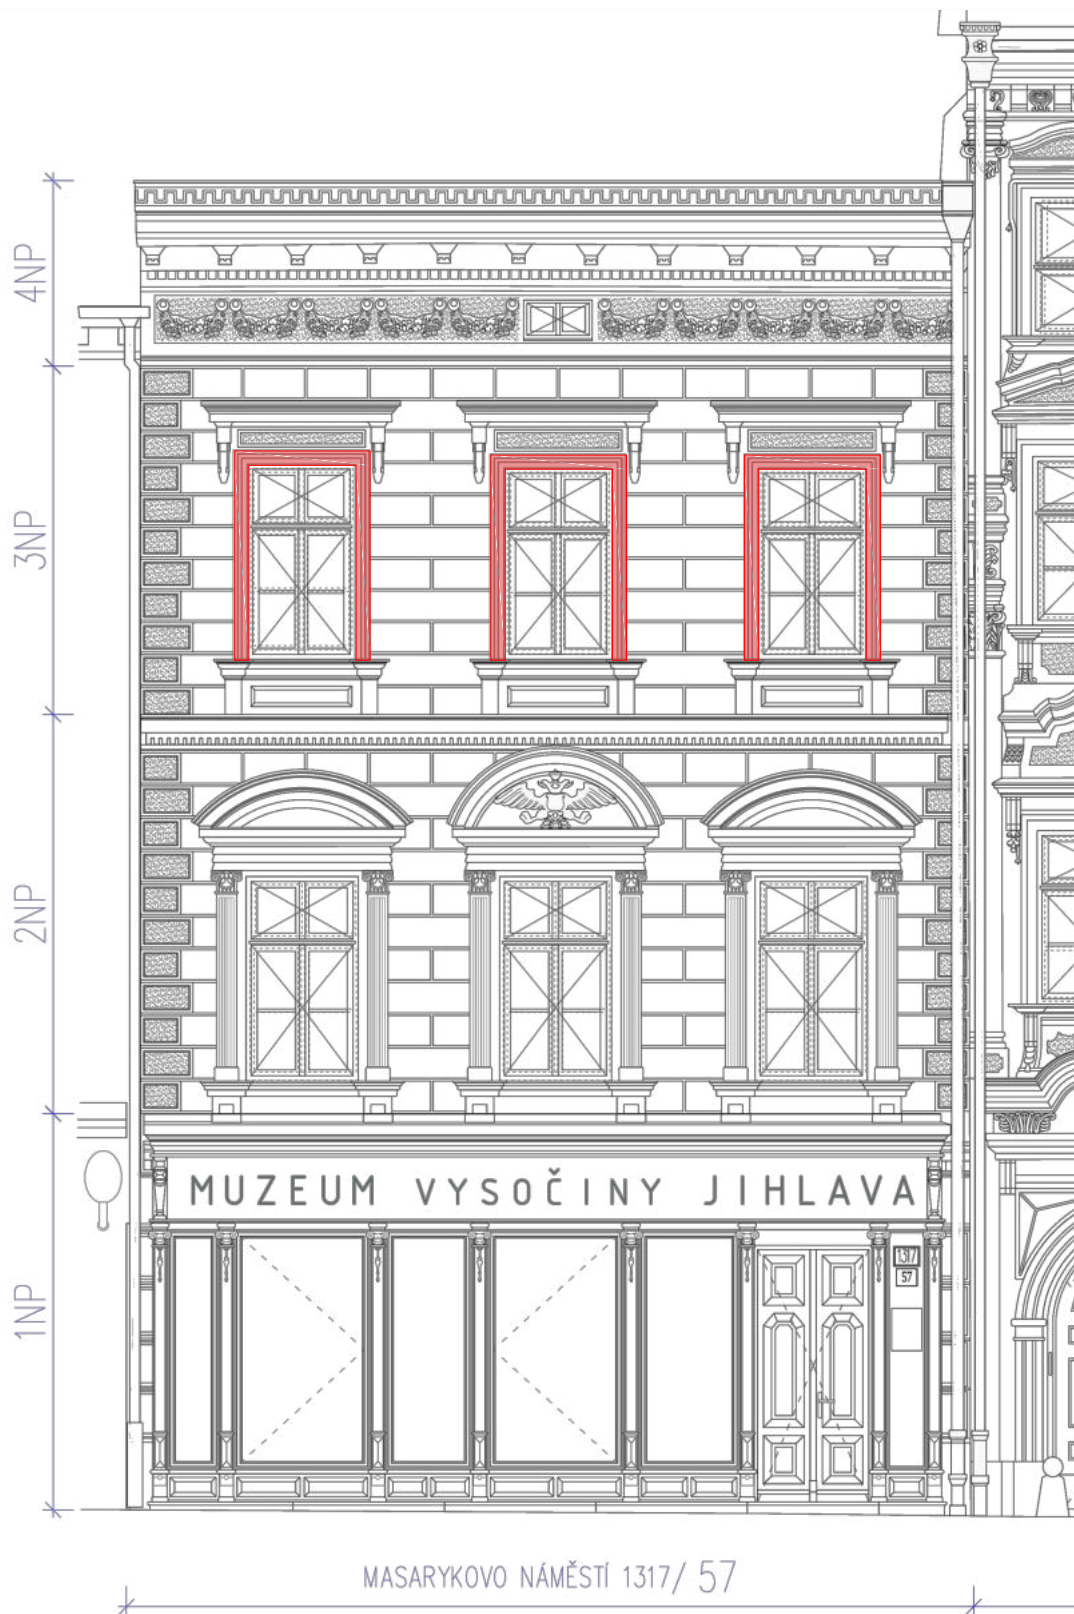 4NP
3NP
2NP
1NP
MUZEUM VYSOČINY JIHLAVA
1317
57
MASARYKOVO NÁMĚSTÍ 1317/ 57